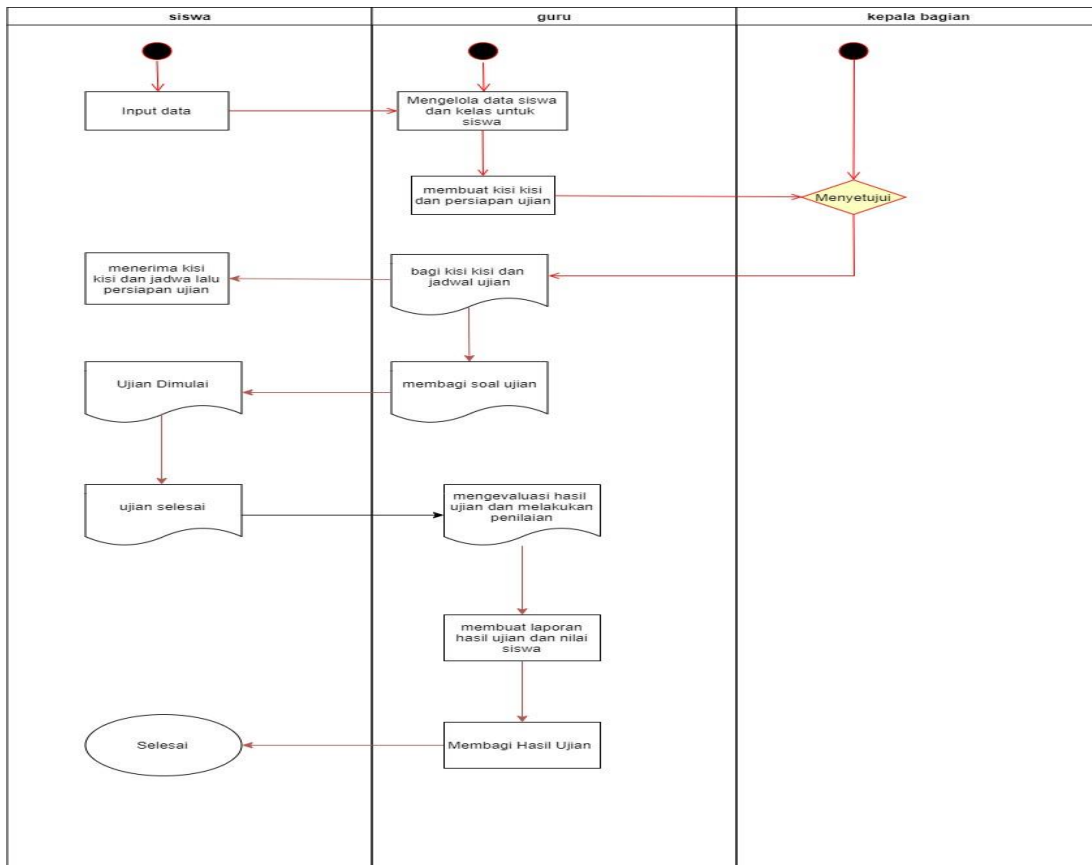 siswa
guru
kepala bagian
Input data
Mengelola data siswa
dan kelas untuk
siswa
membuat kisi kisi
dan persiapan ujian
Menyetujui
menerima kisi
kisi dan jadwa lalu
persiapan ujian
bagi kisi kisi dan
jadwal ujian
Ujian Dimulai
membagi soal ujian
ujian selesai
mengevaluasi hasil
ujian dan melakukan
penilaian
membuat laporan
hasil ujian dan nilai
siswa
Selesai
Membagi Hasil Ujian